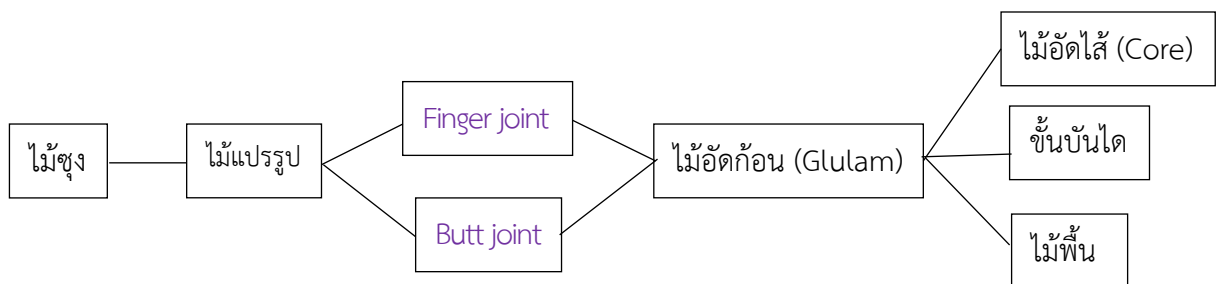 ไม้ซุง
ไม้แปรรูป
Finger joint
Butt joint
ไม้อัดก้อน (Glulam)
ไม้อัดไส้ (Core)
ขั้นบันได
ไม้พื้น